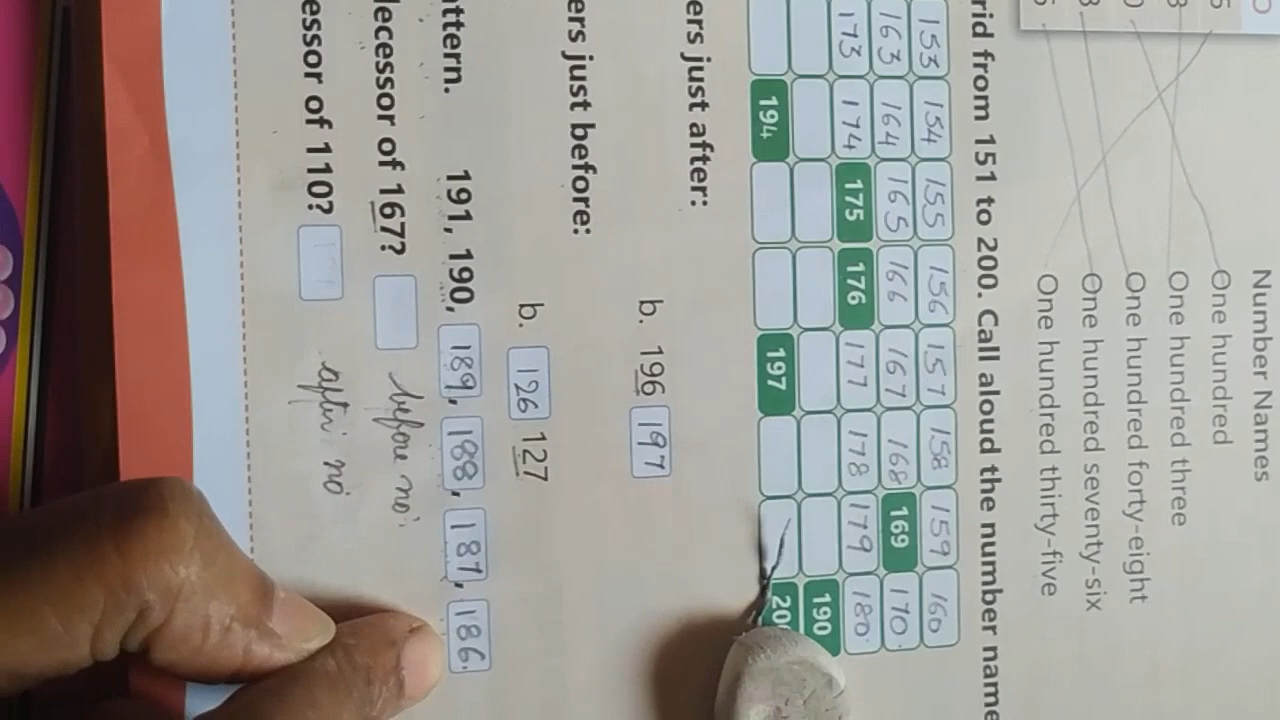 Number Names
One hundred
One hundred three
One hundred forty-eight
One hundred seventy-six
One hundred thirty-five
rid from 151 to 200. Call aloud the number name
153 154 155 156 157 158 159 160
163 164 165 166 167 168 169 170
173 174 175 176 177 178 179 180
190
194 197 200
ers just after:
b. 196 197
ers just before:
b. 126 127
attern. 191, 190, 189, 188, 187, 186.
decessor of 167? before no:
essor of 110? after no